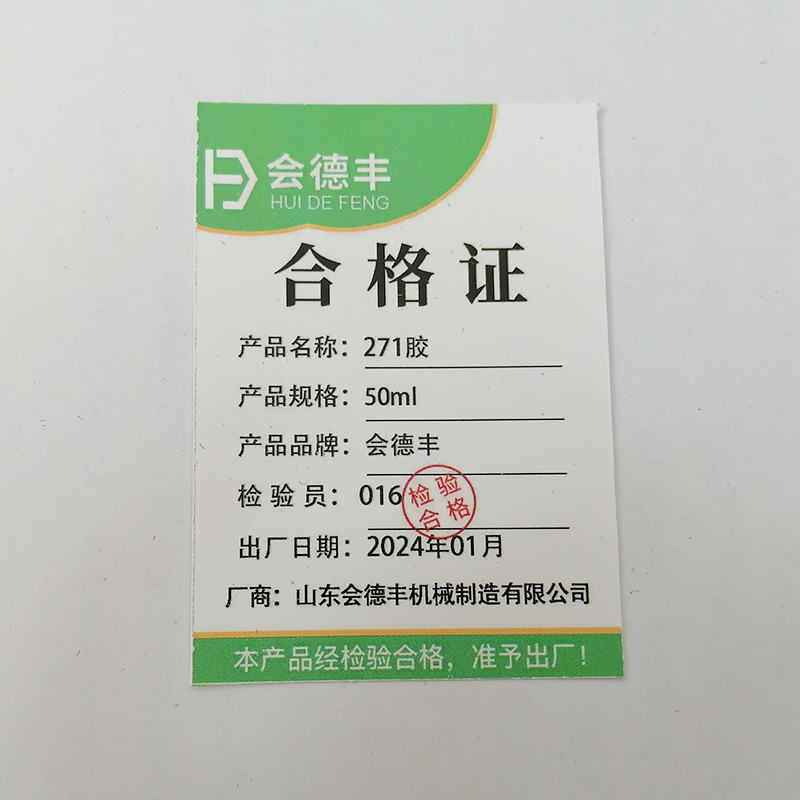 会德丰
HUI DE FENG
合格证
产品名称：271胶
产品规格：50ml
产品品牌：会德丰
检验员：016
检验
合格
出厂日期：2024年01月
厂商：山东会德丰机械制造有限公司
本产品经检验合格，准予出厂！